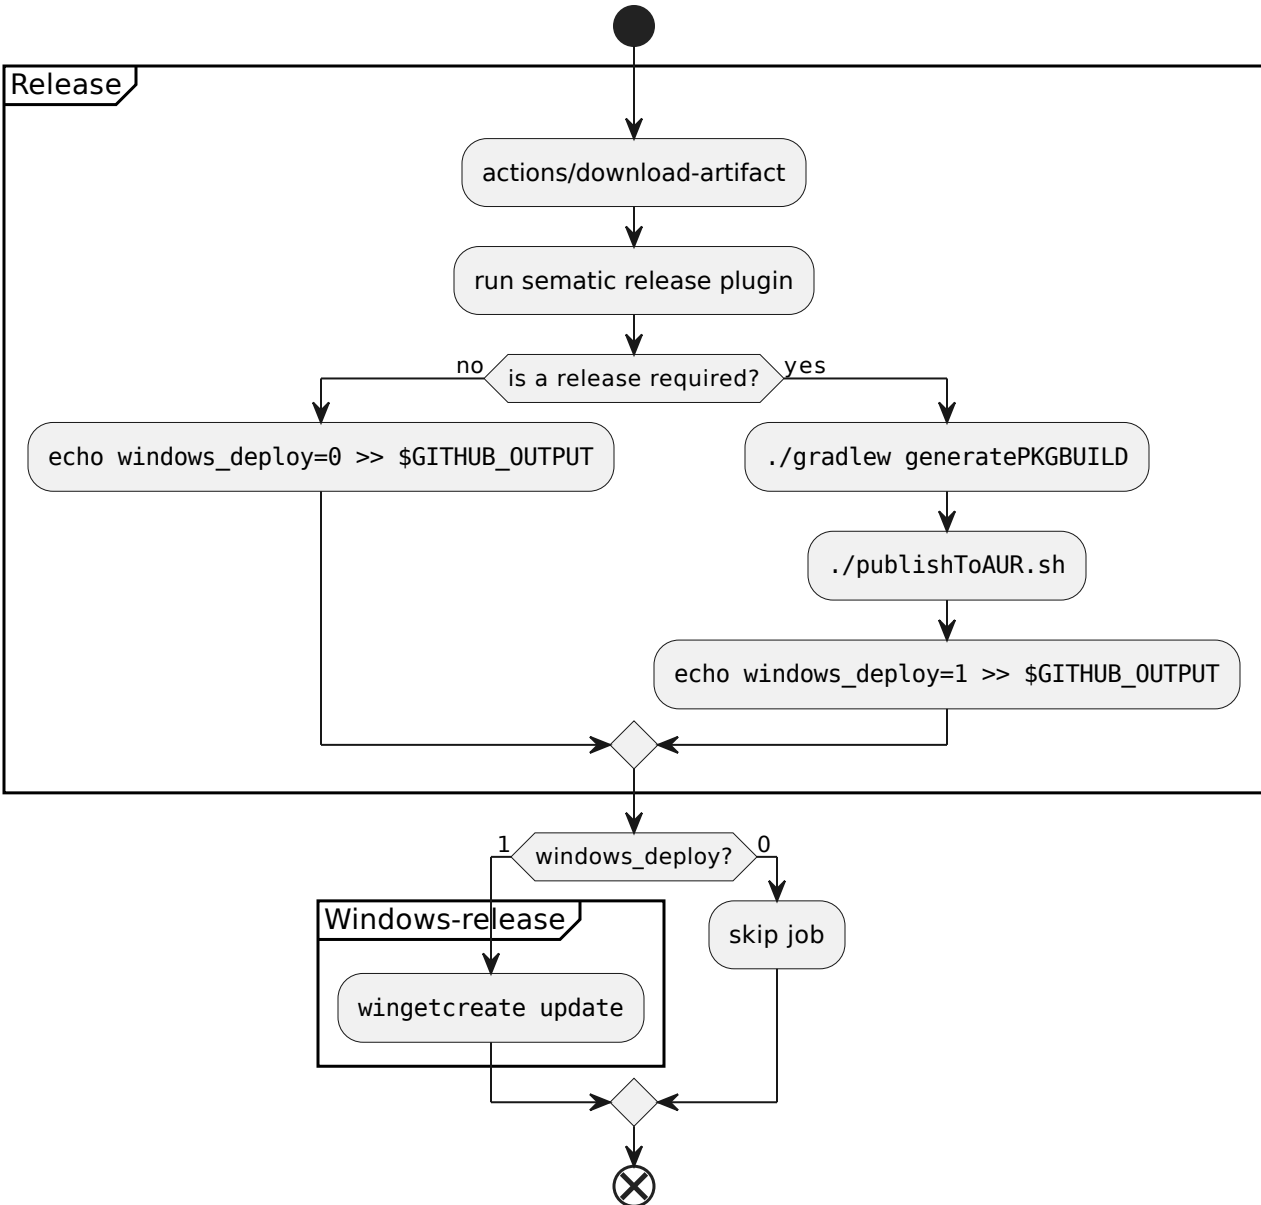 Release
actions/download-artifact
run sematic release plugin
no
is a release required?
yes
echo windows_deploy=0 >> $GITHUB_OUTPUT
./gradlew generatePKGBUILD
./publishToAUR.sh
echo windows_deploy=1 >> $GITHUB_OUTPUT
1
windows_deploy?
0
Windows-release
skip job
wingetcreate update